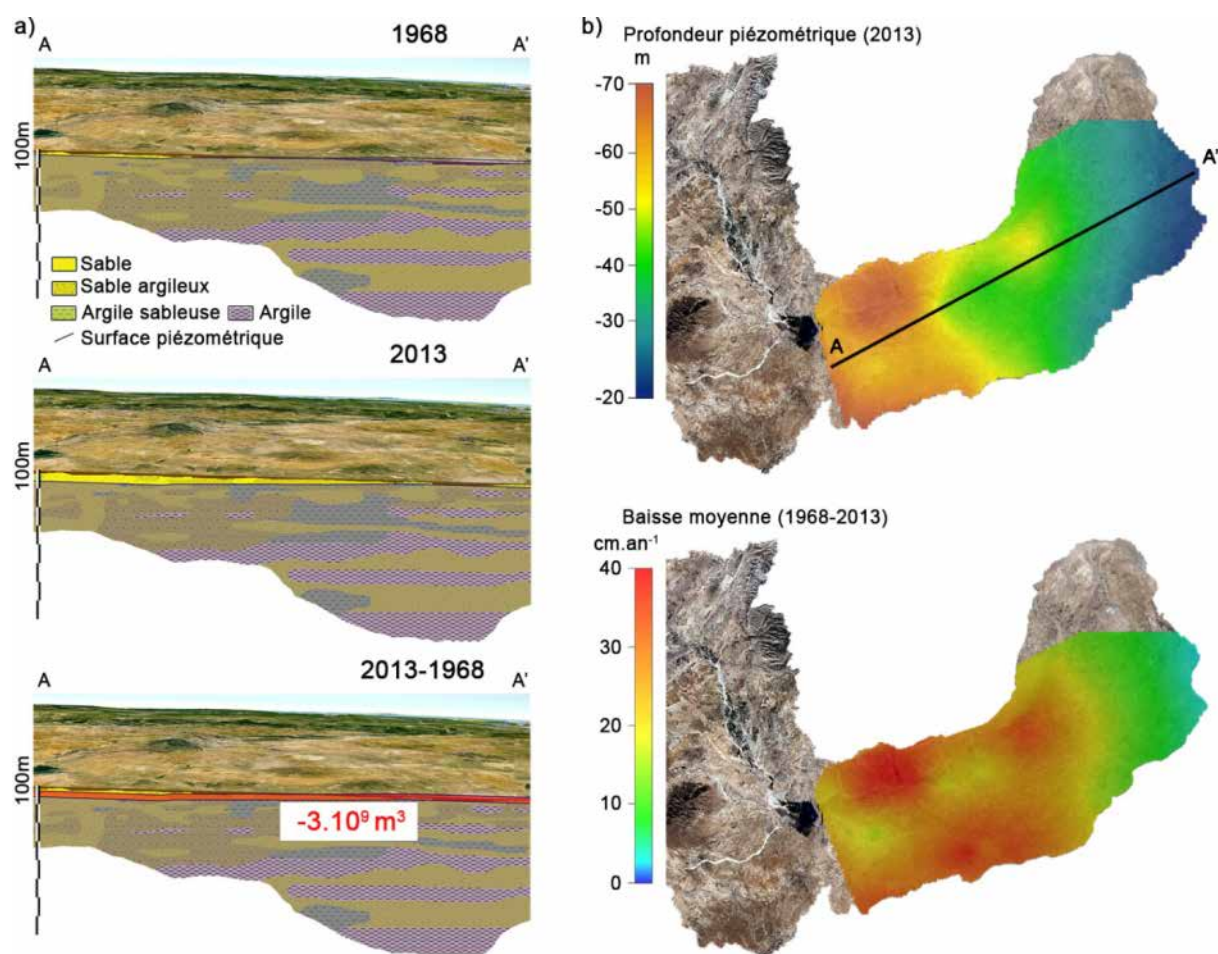 a)
A
1968
A'
100m
Sable
Sable argileux
Argile sableuse
Argile
Surface piézométrique
A
2013
A'
100m
A
2013-1968
A'
100m
-3.10⁹ m³
b)
Profondeur piézométrique (2013)
m
-70
-60
-50
-40
-30
-20
A
A'
Baisse moyenne (1968-2013)
cm.an⁻¹
40
30
20
10
0